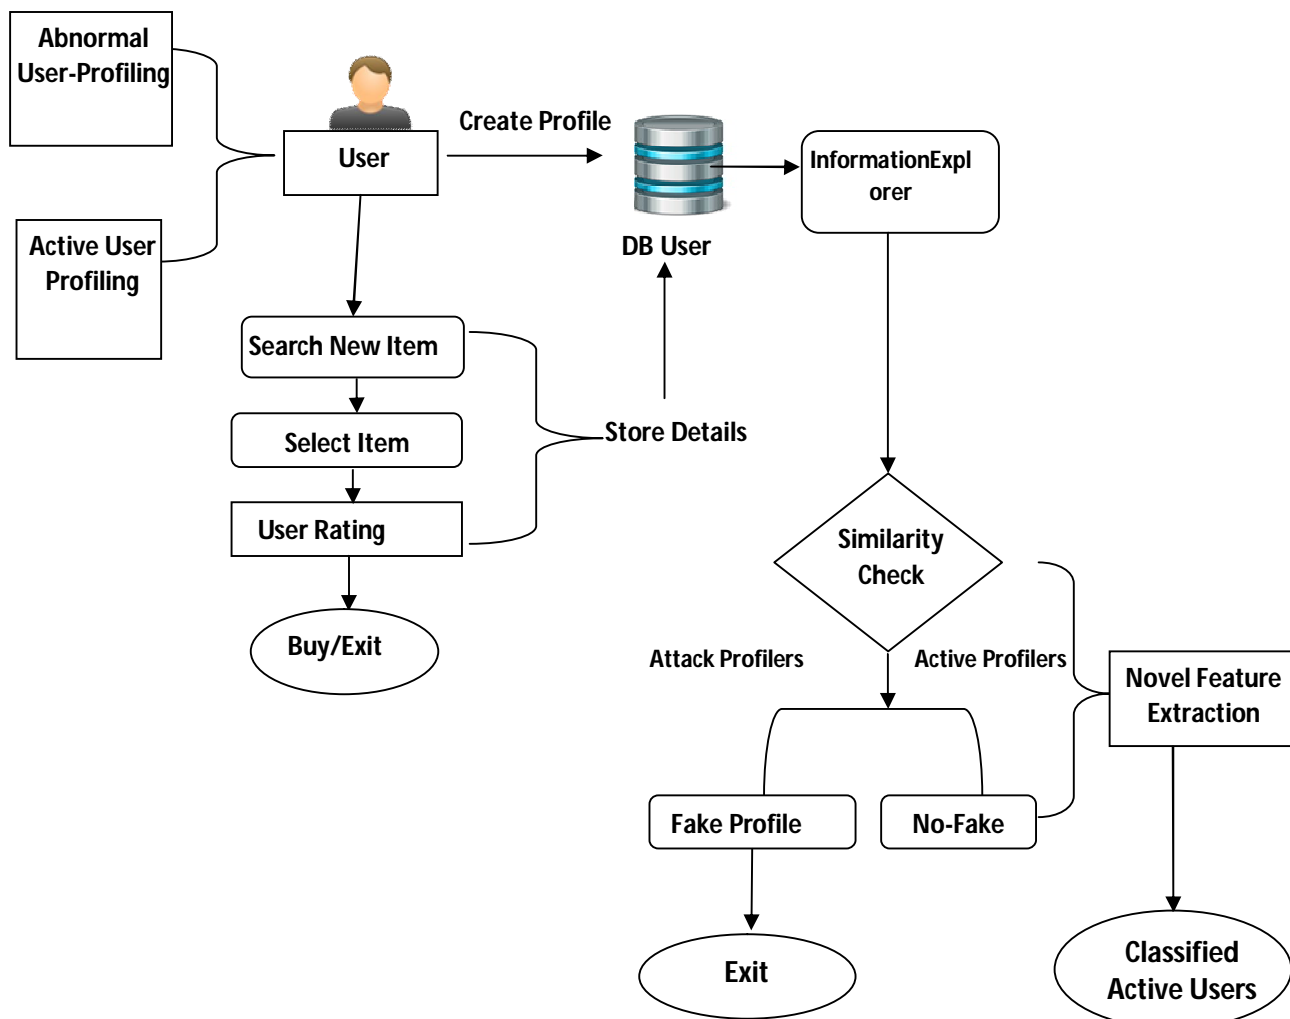 Abnormal
User-Profiling
User
Create Profile
InformationExpl
orer
Active User
Profiling
DB User
Search New Item
Select Item
Store Details
User Rating
Similarity
Check
Buy/Exit
Attack Profilers
Active Profilers
Novel Feature
Extraction
Fake Profile
No-Fake
Exit
Classified
Active Users